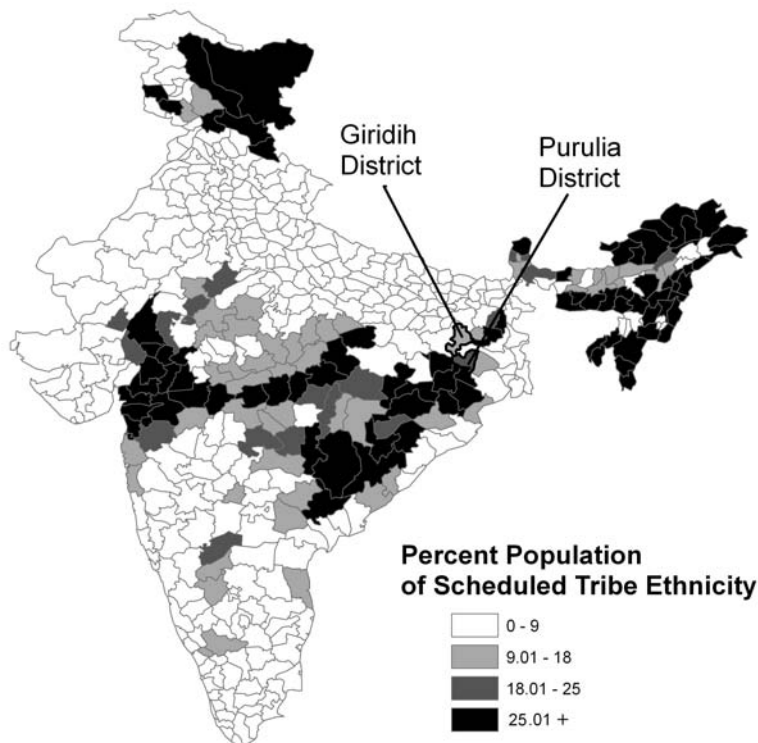 Giridih
District
Purulia
District
Percent Population
of Scheduled Tribe Ethnicity
0 - 9
9.01 - 18
18.01 - 25
25.01 +